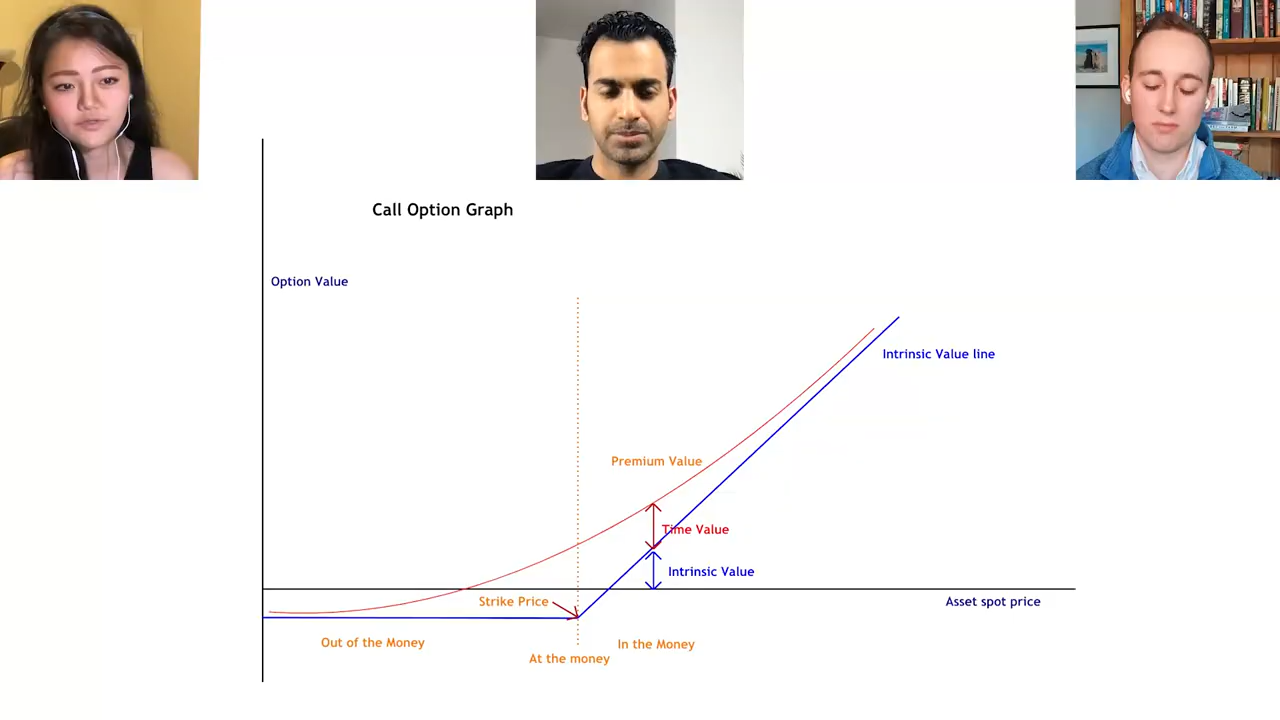 Call Option Graph
Option Value
Intrinsic Value line
Premium Value
Time Value
Intrinsic Value
Strike Price
Asset spot price
Out of the Money
In the Money
At the money